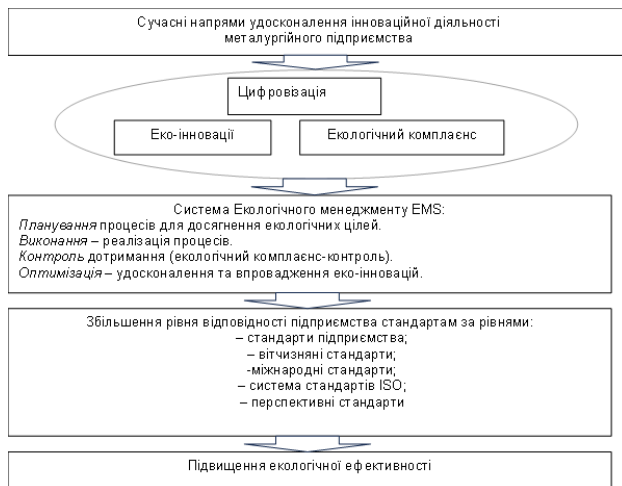 Сучасні напрями удосконалення інноваційної діяльності
металургійного підприємства
Цифровізація
Еко-інновації
Екологічний комплаєнс
Система Екологічного менеджменту EMS:
Планування процесів для досягнення екологічних цілей.
Виконання – реалізація процесів.
Контроль дотримання (екологічний комплаєнс-контроль).
Оптимізація – удосконалення та впровадження еко-інновацій.
Збільшення рівня відповідності підприємства стандартам за рівнями:
– стандарти підприємства;
– вітчизняні стандарти;
-міжнародні стандарти;
– система стандартів ISO;
– перспективні стандарти
Підвищення екологічної ефективності